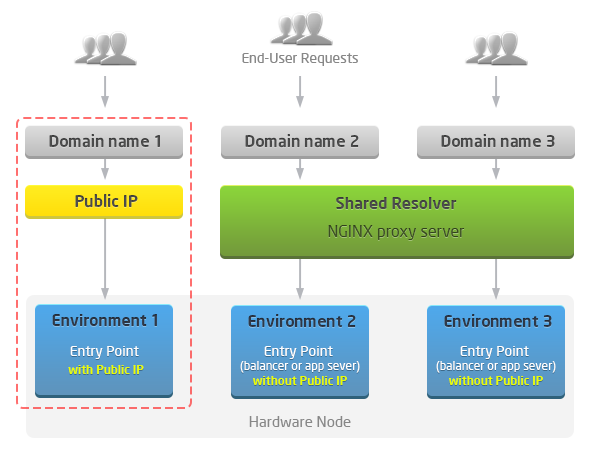 End-User Requests
Domain name 1
Domain name 2
Domain name 3
Public IP
Shared Resolver
NGINX proxy server
Environment 1
Entry Point
with Public IP
Environment 2
Entry Point
(balancer or app sever)
without Public IP
Environment 3
Entry Point
(balancer or app sever)
without Public IP
Hardware Node